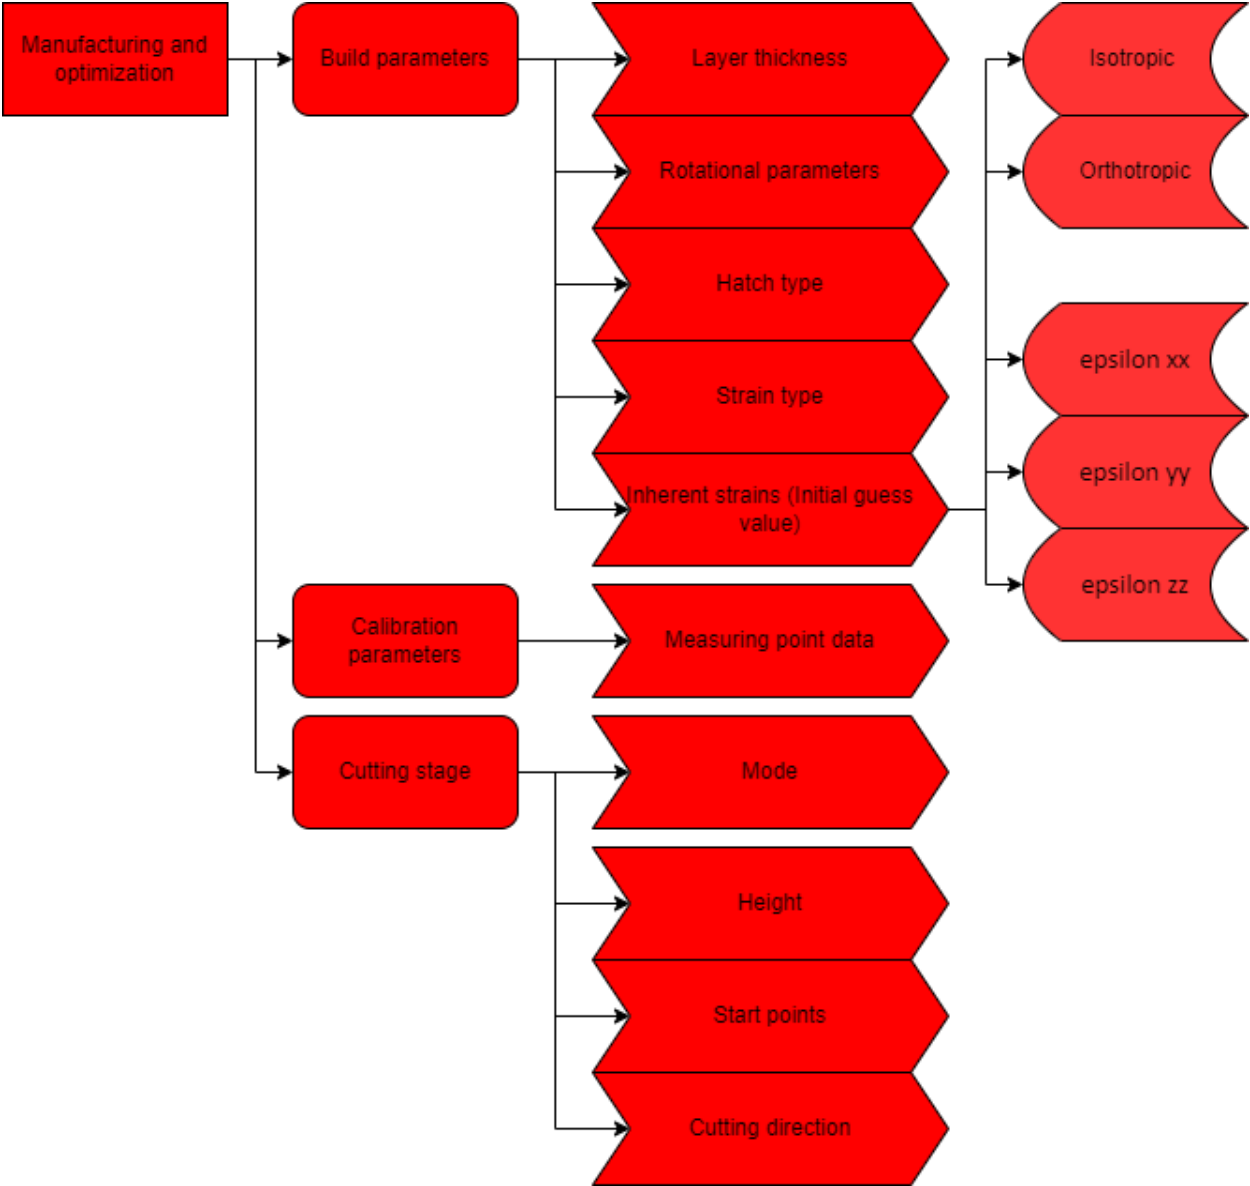 Manufacturing and
optimization
Build parameters
Layer thickness
Isotropic
Rotational parameters
Orthotropic
Hatch type
epsilon xx
Strain type
epsilon yy
Inherent strains (Initial guess
value)
epsilon zz
Calibration
parameters
Measuring point data
Cutting stage
Mode
Height
Start points
Cutting direction